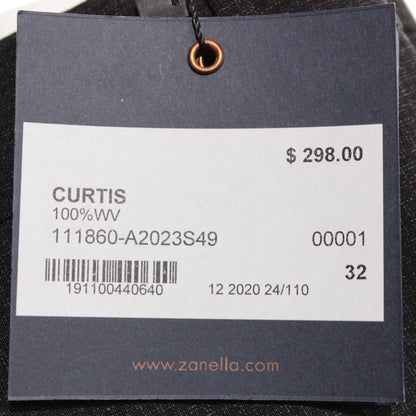 $ 298.00
CURTIS
100%WV
111860-A2023S49 00001
32
191100440640 12 2020 24/110
www.zanella.com